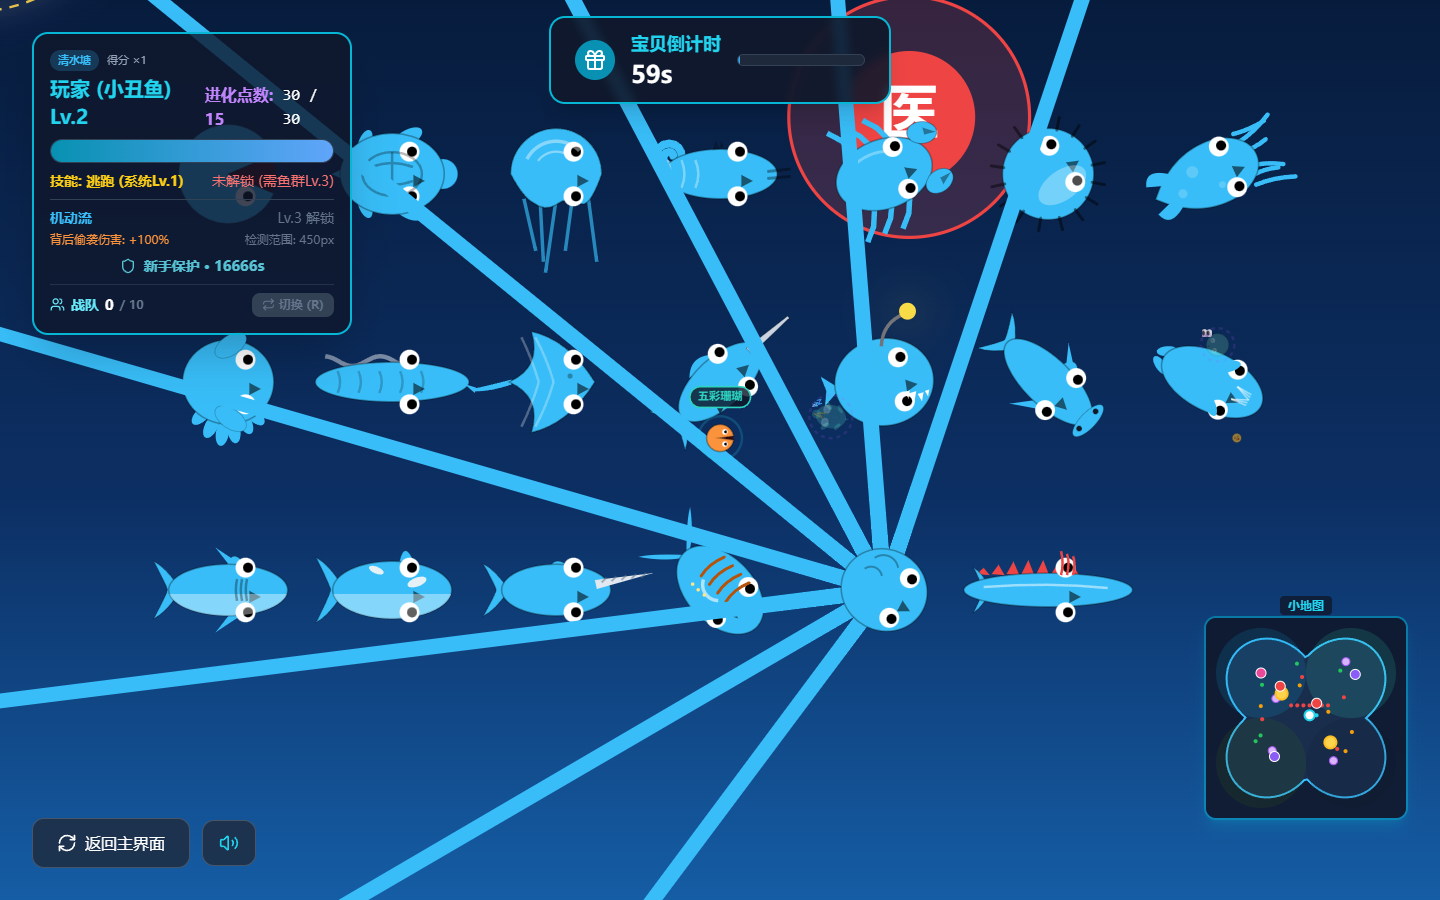 清水塘 得分 ×1
玩家 (小丑鱼)
Lv.2
进化点数: 30 /
15 30
技能: 逃跑 (系统Lv.1) 未解锁 (需鱼群Lv.3)
机动流 Lv.3 解锁
背后偷袭伤害: +100% 检测范围: 450px
新手保护 • 16666s
战队 0 / 10 切换 (R)
宝贝倒计时
59s
医
五彩珊瑚
小地图
返回主界面